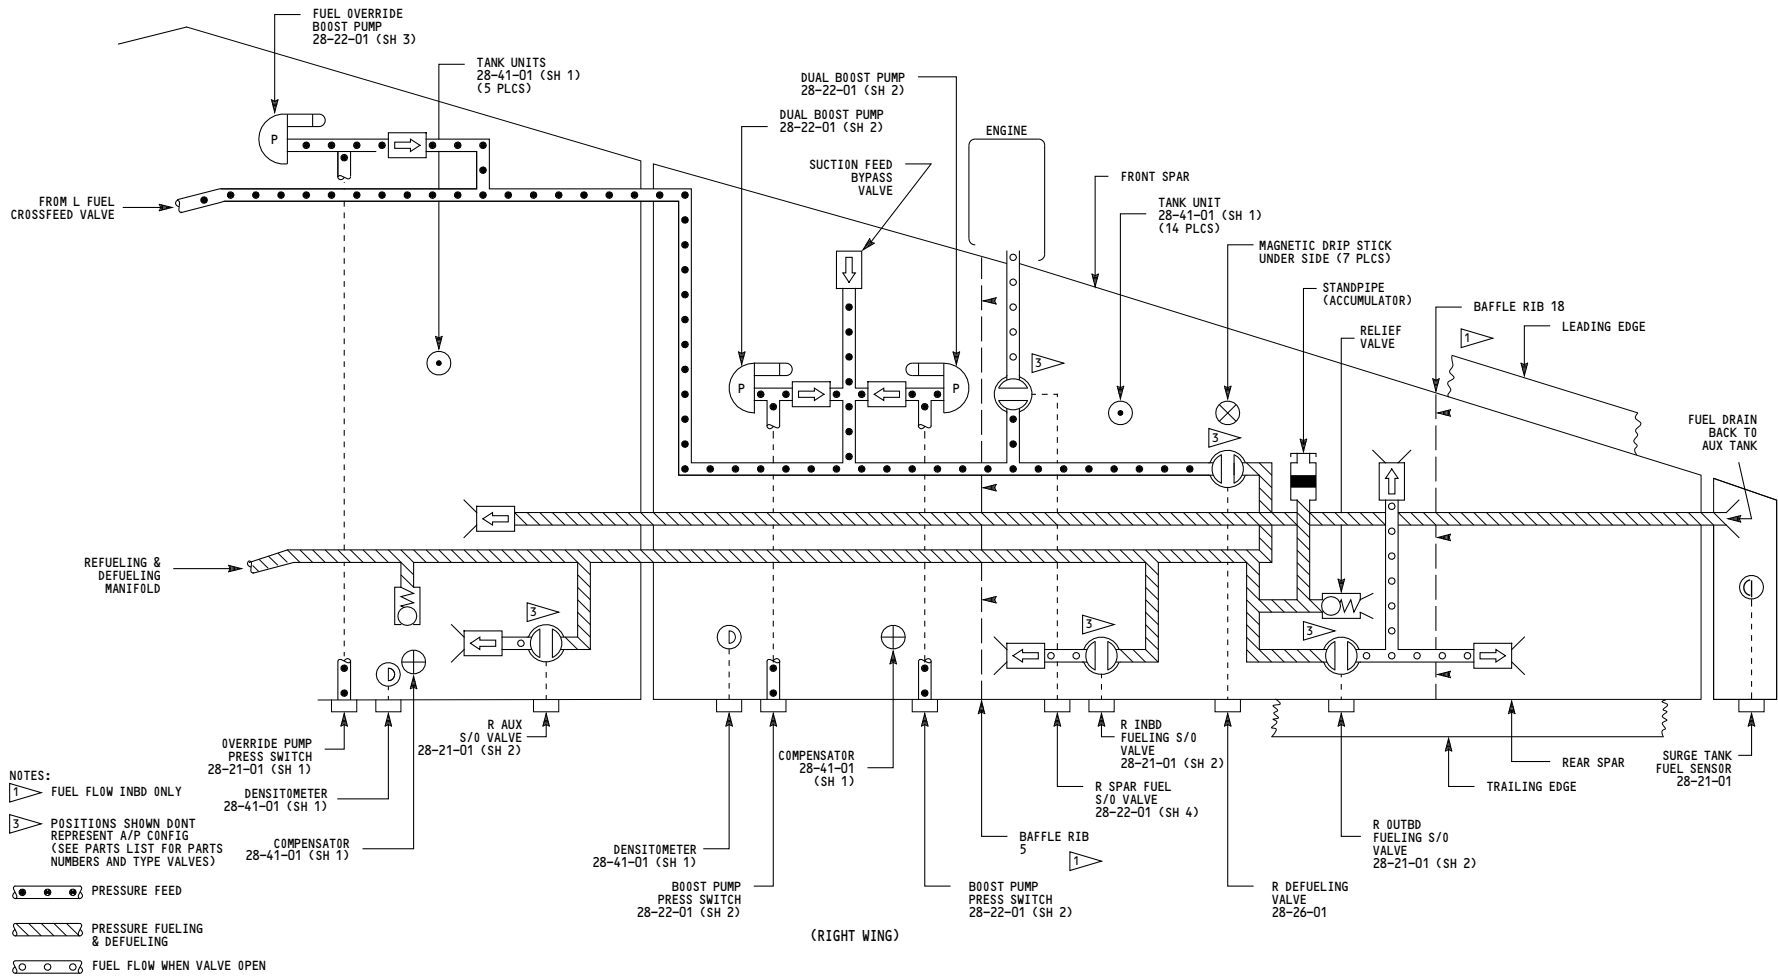 FUEL OVERRIDE
BOOST PUMP
28-22-01 (SH 3)
TANK UNITS
28-41-01 (SH 1)
(5 PLCS)
DUAL BOOST PUMP
28-22-01 (SH 2)
DUAL BOOST PUMP
28-22-01 (SH 2)
ENGINE
SUCTION FEED
BYPASS
VALVE
FRONT SPAR
TANK UNIT
28-41-01 (SH 1)
(14 PLCS)
MAGNETIC DRIP STICK
UNDER SIDE (7 PLCS)
STANDPIPE
(ACCUMULATOR)
RELIEF
VALVE
BAFFLE RIB 18
1
LEADING EDGE
FROM L FUEL
CROSSFEED VALVE
P
P
P
3
3
FUEL DRAIN
BACK TO
AUX TANK
REFUELING &
DEFUELING
MANIFOLD
3
3
3
OVERRIDE PUMP
PRESS SWITCH
28-21-01 (SH 1)
R AUX
S/O VALVE
28-21-01 (SH 2)
DENSITOMETER
28-41-01 (SH 1)
COMPENSATOR
28-41-01 (SH 1)
COMPENSATOR
28-41-01
(SH 1)
DENSITOMETER
28-41-01 (SH 1)
BOOST PUMP
PRESS SWITCH
28-22-01 (SH 2)
BOOST PUMP
PRESS SWITCH
28-22-01 (SH 2)
BAFFLE RIB
5
1
R INBD
FUELING S/O
VALVE
28-21-01 (SH 2)
R SPAR FUEL
S/O VALVE
28-22-01 (SH 4)
R DEFUELING
VALVE
28-26-01
R OUTBD
FUELING S/O
VALVE
28-21-01 (SH 2)
REAR SPAR
TRAILING EDGE
SURGE TANK
FUEL SENSOR
28-21-01
NOTES:
1 FUEL FLOW INBD ONLY
3 POSITIONS SHOWN DONT
REPRESENT A/P CONFIG
(SEE PARTS LIST FOR PARTS
NUMBERS AND TYPE VALVES)
PRESSURE FEED
PRESSURE FUELING
& DEFUELING
FUEL FLOW WHEN VALVE OPEN
(RIGHT WING)